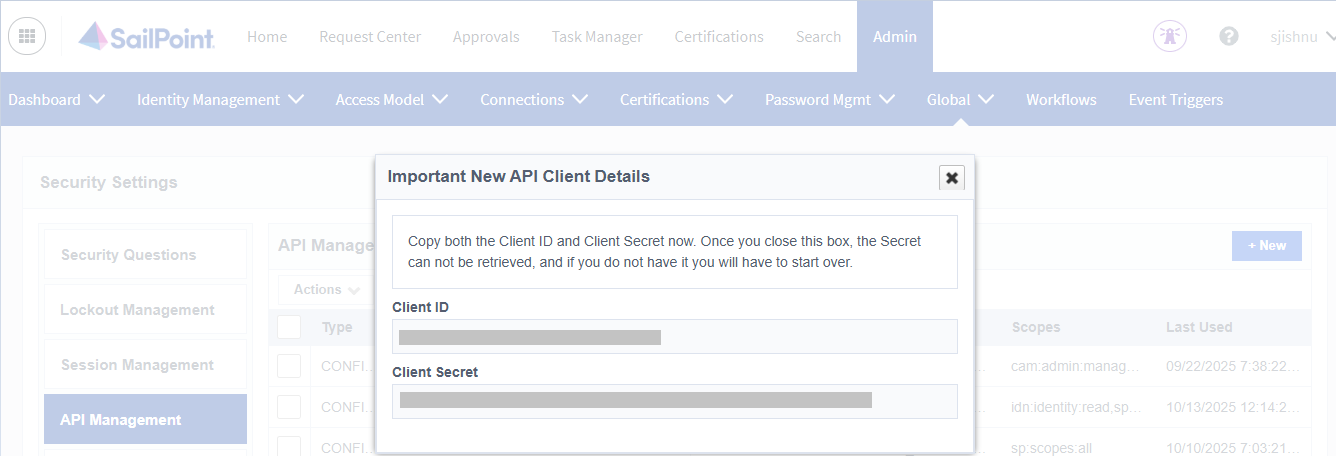 SailPoint.
Home Request Center Approvals Task Manager Certifications Search Admin
? sjishnu
Dashboard Identity Management Access Model Connections Certifications Password Mgmt Global Workflows Event Triggers
Security Settings
Important New API Client Details
Copy both the Client ID and Client Secret now. Once you close this box, the Secret
can not be retrieved, and if you do not have it you will have to start over.
Client ID
Client Secret
Security Questions
Lockout Management
Session Management
API Management
API Manage
+ New
Actions
Type Scopes Last Used
CONFI... cam:admin:manag... 09/22/2025 7:38:22...
CONFI... idn:identity:read,sp... 10/13/2025 12:14:2...
CONFI... sp:scopes:all 10/10/2025 7:03:21...